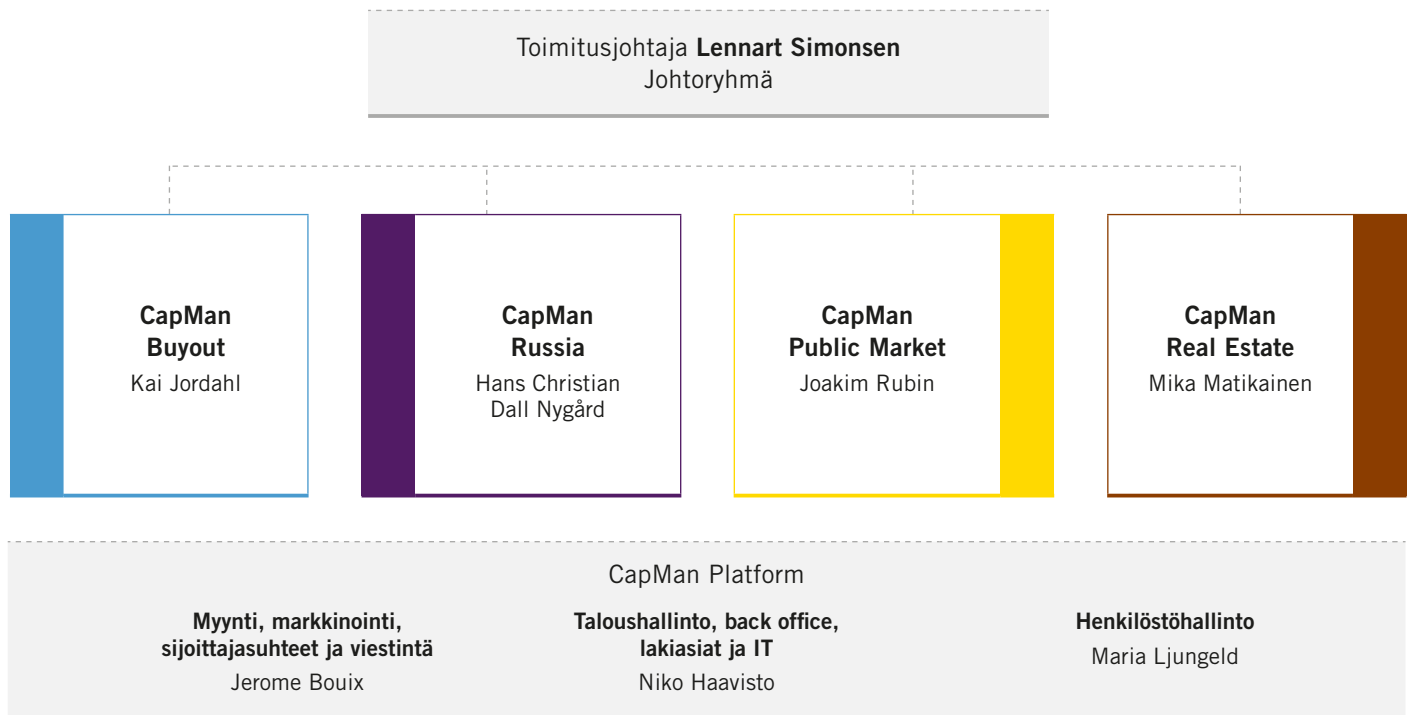 Toimitusjohtaja Lennart Simonsen
Johtoryhmä
CapMan
Buyout
Kai Jordahl
CapMan
Russia
Hans Christian
Dall Nygård
CapMan
Public Market
Joakim Rubin
CapMan
Real Estate
Mika Matikainen
CapMan Platform
Myynti, markkinointi,
sijoittajasuhteet ja viestintä
Jerome Bouix
Taloushallinto, back office,
lakiasiat ja IT
Niko Haavisto
Henkilöstöhallinto
Maria Ljungeld